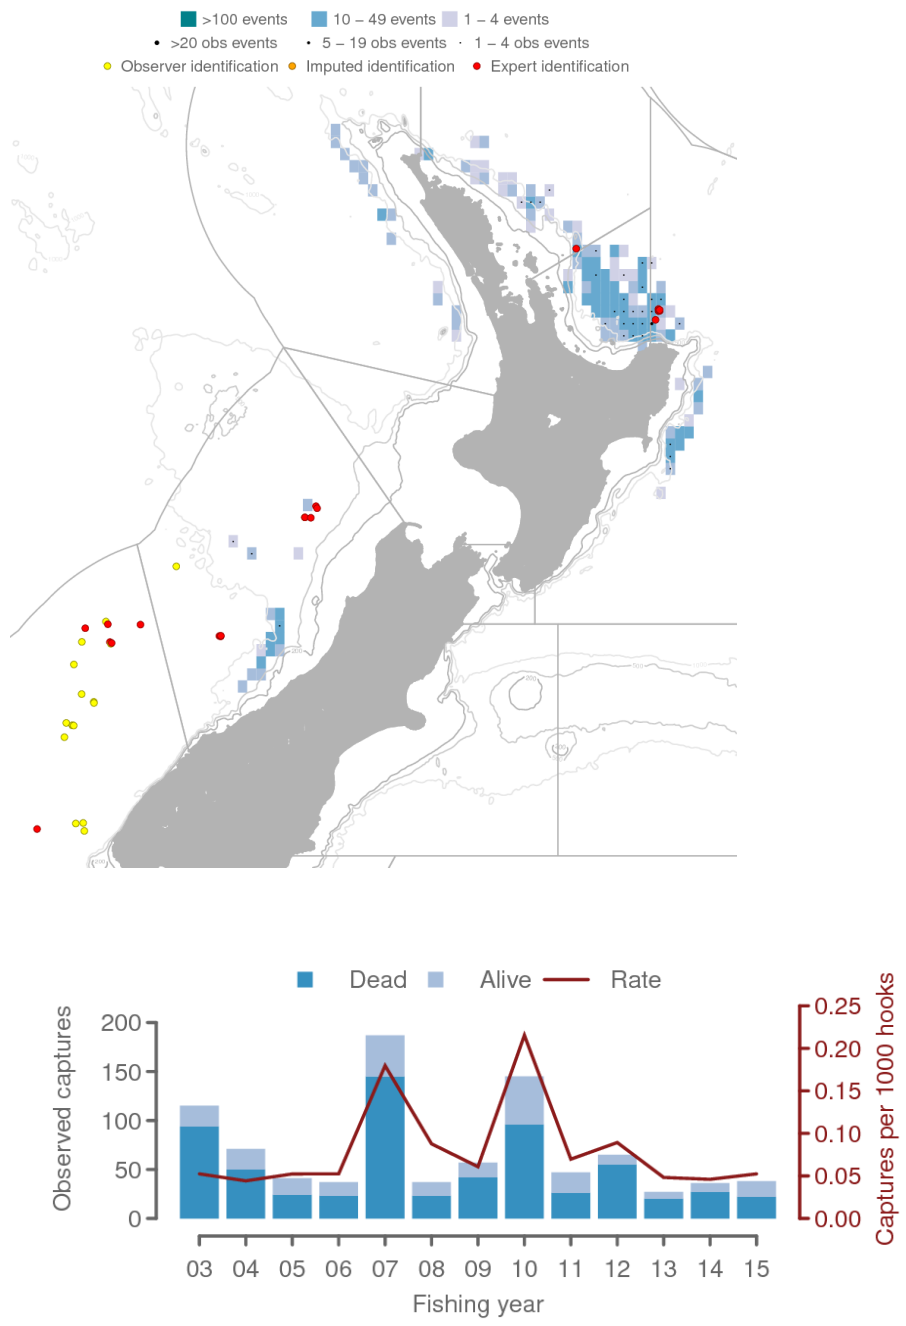 >100 events 10 − 49 events 1 − 4 events
>20 obs events 5 − 19 obs events 1 − 4 obs events
Observer identification Imputed identification Expert identification
200
500
200
Dead Alive Rate
Observed captures
200
150
100
50
0
0.25
0.20
0.15
0.10
0.05
0.00
Captures per 1000 hooks
03 04 05 06 07 08 09 10 11 12 13 14 15
Fishing year